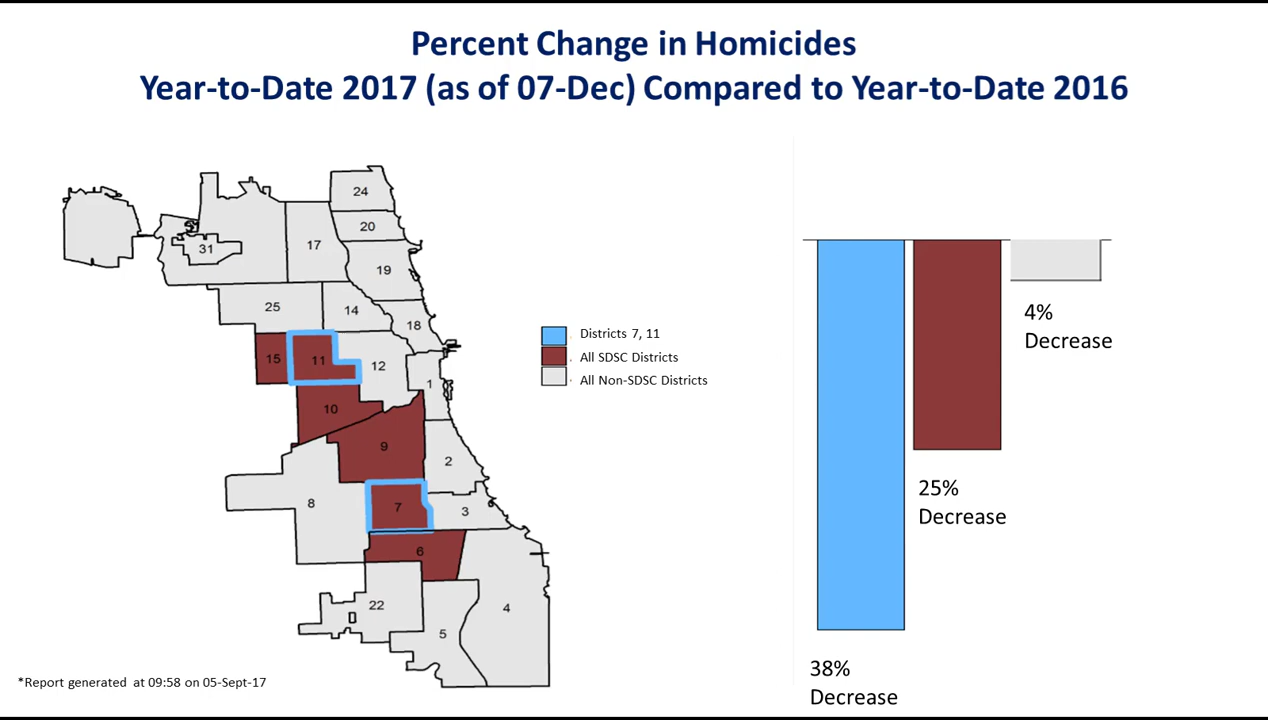 Percent Change in Homicides
Year-to-Date 2017 (as of 07-Dec) Compared to Year-to-Date 2016
24
20
31
17
19
25
14
18
15
11
12
1
10
9
2
8
7
3
6
22
4
5
Districts 7, 11
All SDSC Districts
All Non-SDSC Districts
4%
Decrease
25%
Decrease
38%
Decrease
*Report generated at 09:58 on 05-Sept-17